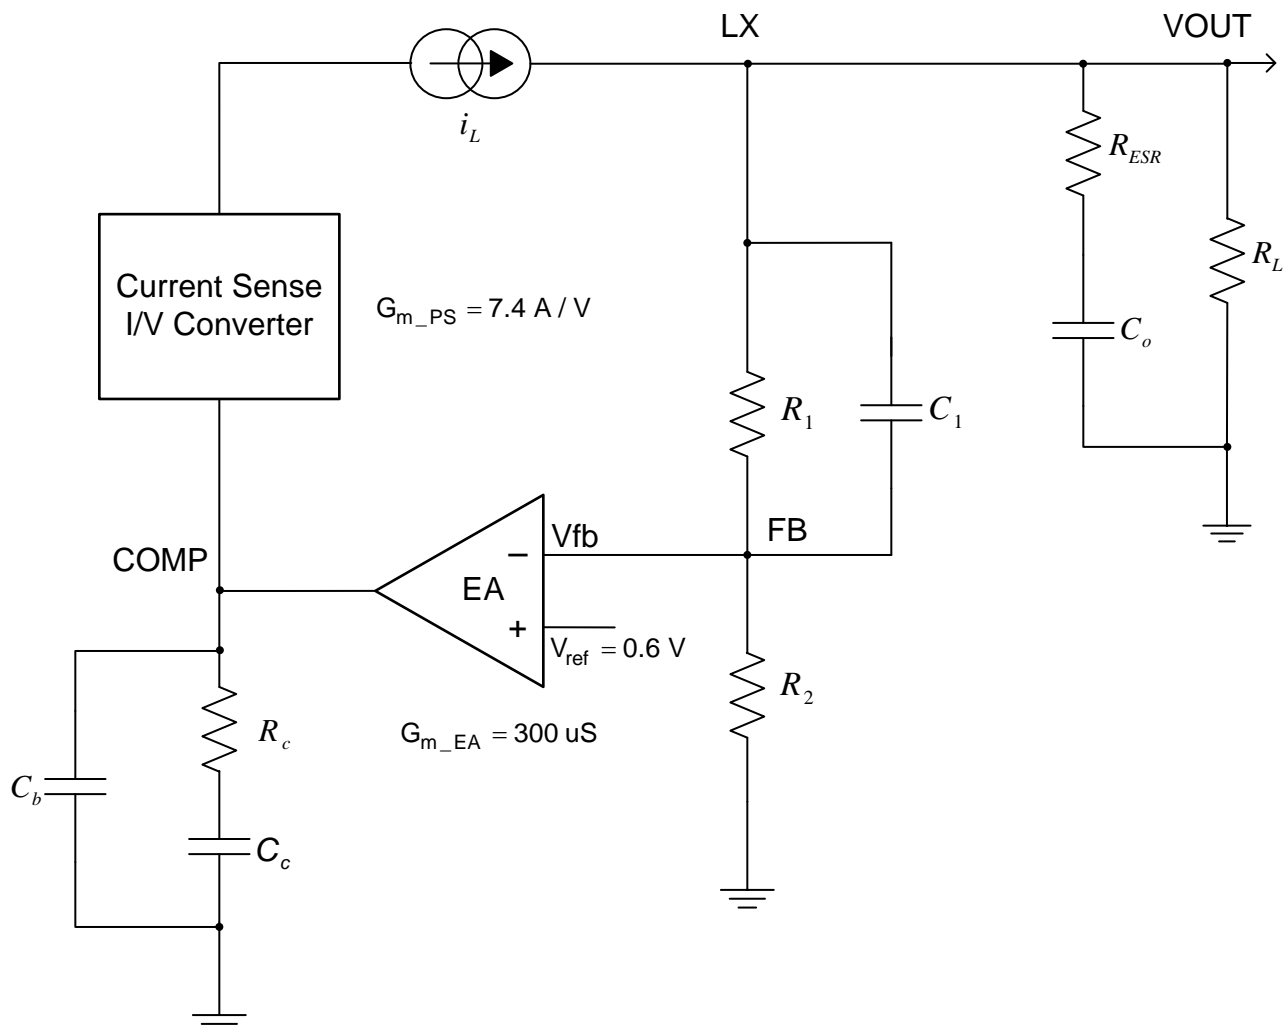 LX
VOUT
i_L
R_ESR
R_L
Current Sense
I/V Converter
G_m_PS = 7.4 A / V
C_o
R_1
C_1
Vfb
FB
COMP
EA
−
+
V_ref = 0.6 V
R_2
R_c
G_m_EA = 300 uS
C_b
C_c